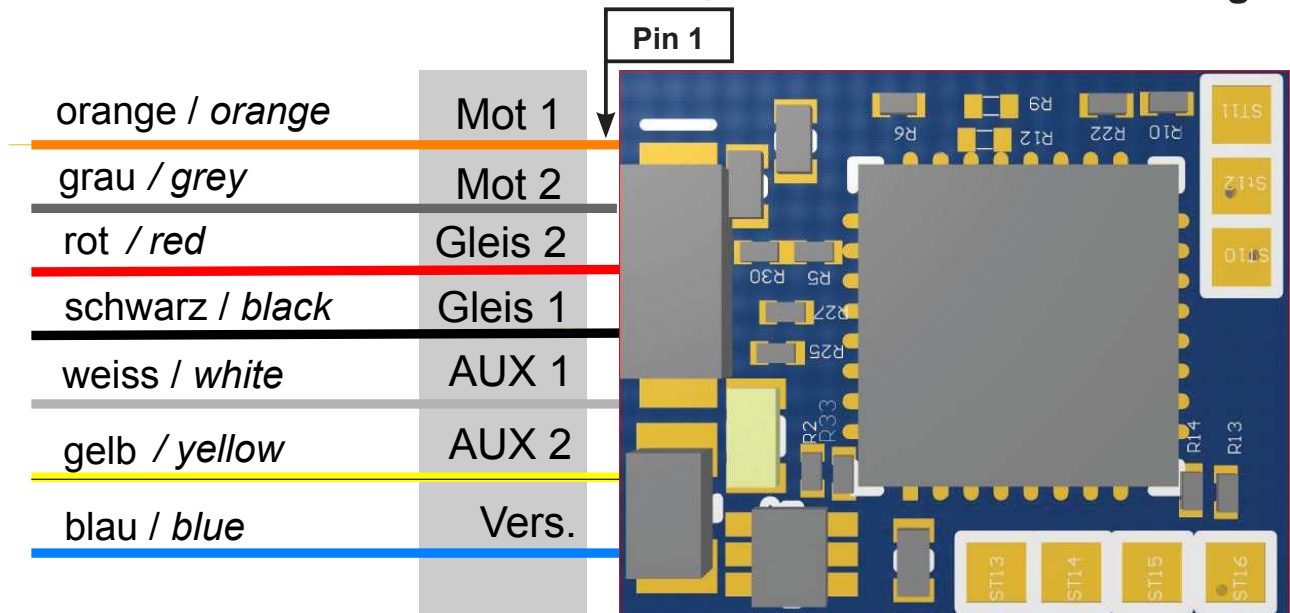 Pin 1
orange / orange Mot 1
grau / grey Mot 2
rot / red Gleis 2
schwarz / black Gleis 1
weiss / white AUX 1
gelb / yellow AUX 2
blau / blue Vers.
R6
R9
R12
R22
R10
ST11
St12
ST10
R30
R5
R27
R25
R2
R33
R14
R13
ST13
ST14
ST15
ST16